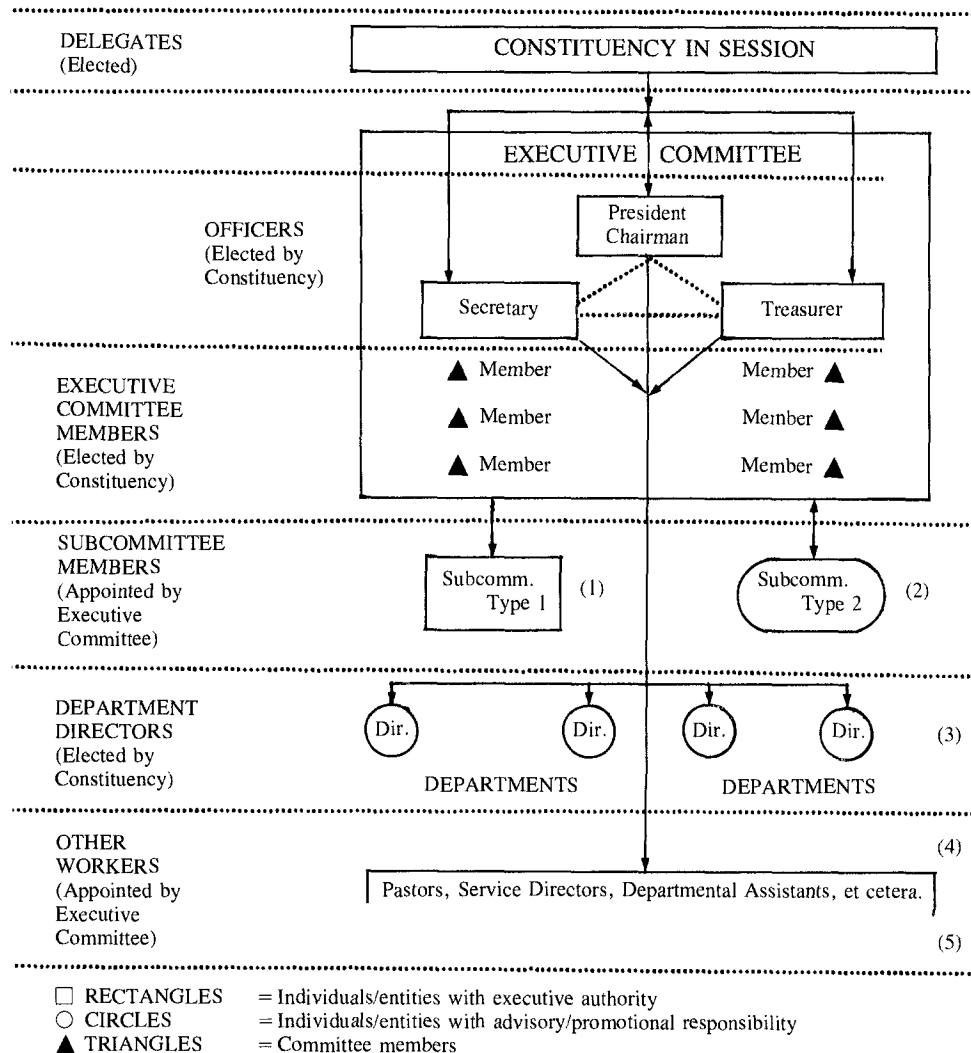 DELEGATES
(Elected)
CONSTITUENCY IN SESSION
EXECUTIVE COMMITTEE
OFFICERS
(Elected by
Constituency)
President
Chairman
Secretary
Treasurer
EXECUTIVE
COMMITTEE
MEMBERS
(Elected by
Constituency)
Member
Member
Member
Member
Member
Member
SUBCOMMITTEE
MEMBERS
(Appointed by
Executive
Committee)
Subcomm.
Type 1
(1)
Subcomm.
Type 2
(2)
DEPARTMENT
DIRECTORS
(Elected by
Constituency)
Dir.
Dir.
Dir.
Dir.
(3)
DEPARTMENTS
DEPARTMENTS
OTHER
WORKERS
(Appointed by
Executive
Committee)
(4)
Pastors, Service Directors, Departmental Assistants, et cetera.
(5)
RECTANGLES = Individuals/entities with executive authority
CIRCLES = Individuals/entities with advisory/promotional responsibility
TRIANGLES = Committee members